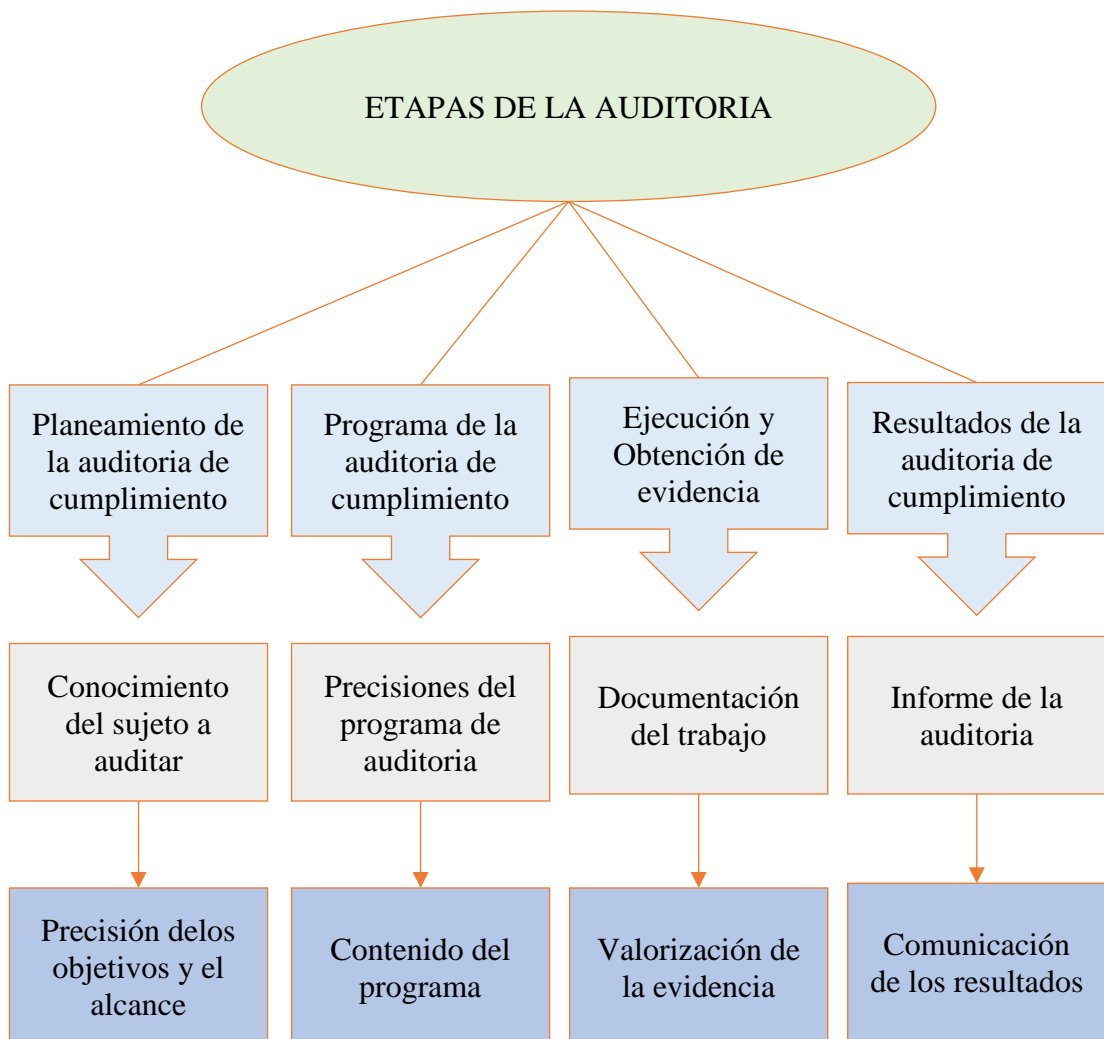 ETAPAS DE LA AUDITORIA
Planeamiento de
la auditoria de
cumplimiento
Programa de la
auditoria de
cumplimiento
Ejecución y
Obtención de
evidencia
Resultados de la
auditoria de
cumplimiento
Conocimiento
del sujeto a
auditar
Precisiones del
programa de
auditoria
Documentación
del trabajo
Informe de la
auditoria
Precisión delos
objetivos y el
alcance
Contenido del
programa
Valorización de
la evidencia
Comunicación
de los resultados